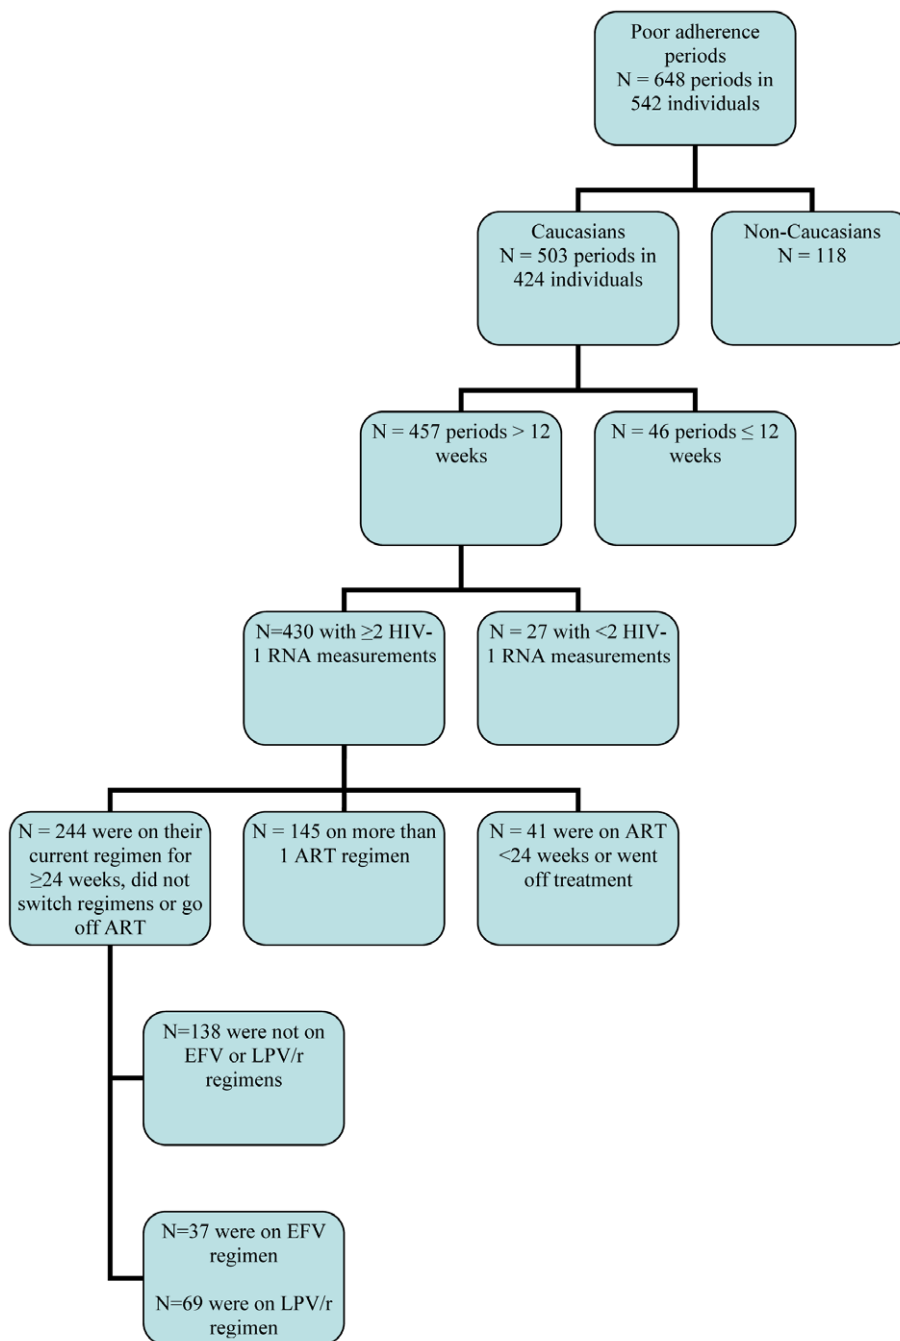 Poor adherence
periods
N = 648 periods in
542 individuals
Caucasians
N = 503 periods in
424 individuals
Non-Caucasians
N = 118
N = 457 periods > 12
weeks
N = 46 periods ≤ 12
weeks
N=430 with ≥2 HIV-
1 RNA measurements
N = 27 with <2 HIV-
1 RNA measurements
N = 244 were on their
current regimen for
≥24 weeks, did not
switch regimens or go
off ART
N = 145 on more than
1 ART regimen
N = 41 were on ART
<24 weeks or went
off treatment
N=138 were not on
EFV or LPV/r
regimens
N=37 were on EFV
regimen
N=69 were on LPV/r
regimen